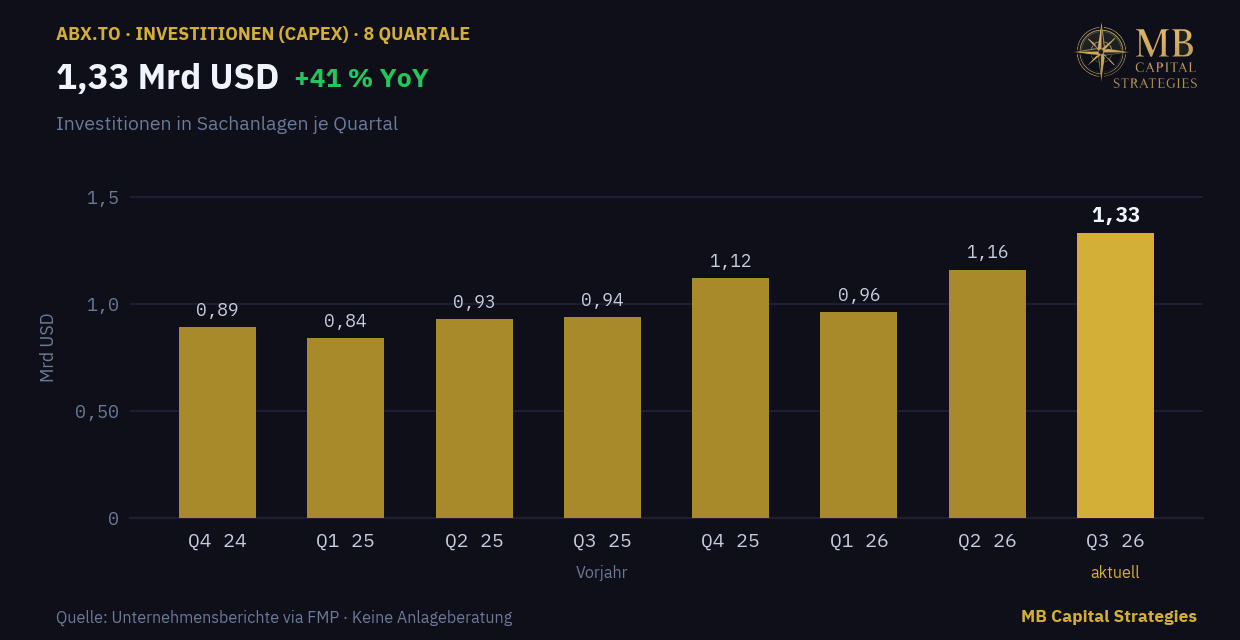 ABX.TO · INVESTITIONEN (CAPEX) · 8 QUARTALE
1,33 Mrd USD +41 % YoY
Investitionen in Sachanlagen je Quartal
MB
CAPITAL
STRATEGIES
Mrd USD
1,5
1,0
0,50
0
0,89
0,84
0,93
0,94
1,12
0,96
1,16
1,33
Q4 24
Q1 25
Q2 25
Q3 25
Q4 25
Q1 26
Q2 26
Q3 26
Vorjahr
aktuell
Quelle: Unternehmensberichte via FMP · Keine Anlageberatung
MB Capital Strategies